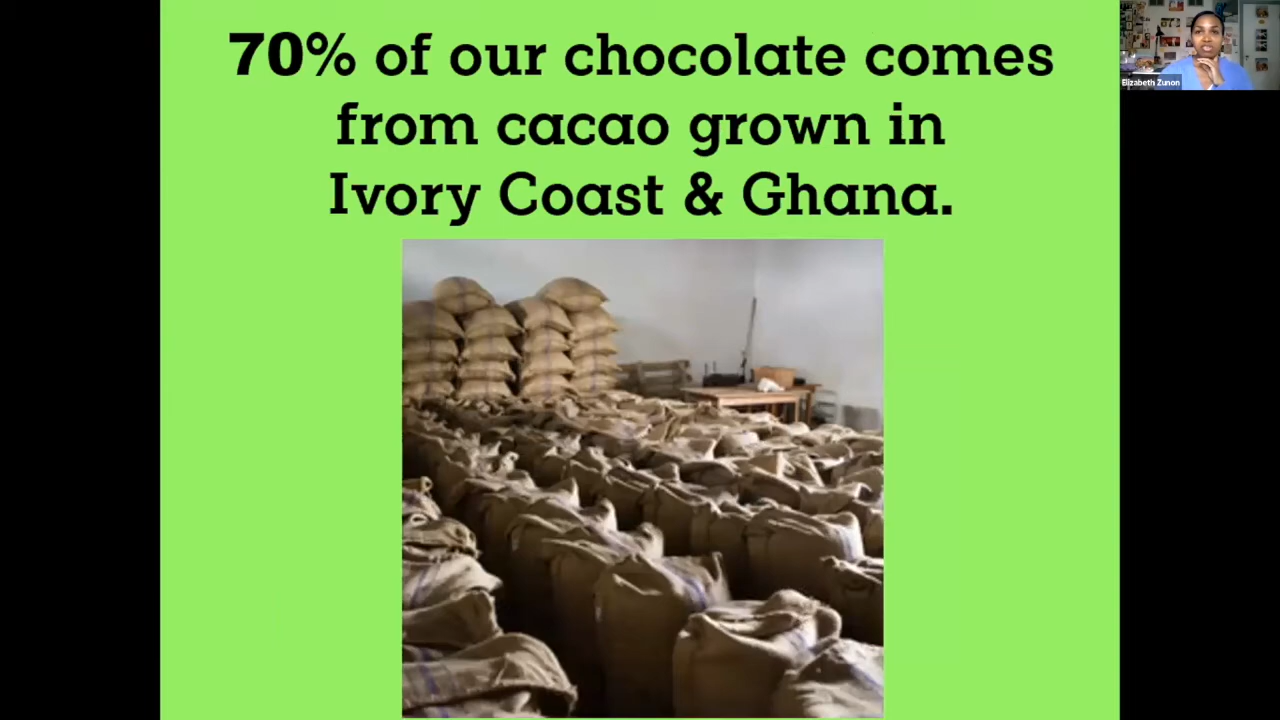 70% of our chocolate comes
from cacao grown in
Ivory Coast & Ghana.
Elizabeth Zunon